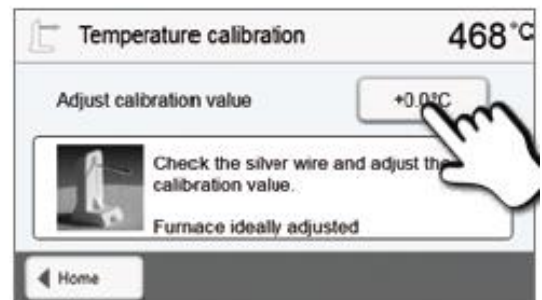 Temperature calibration 468°C
Adjust calibration value +0.0°C
Check the silver wire and adjust the
calibration value.
Furnace ideally adjusted
Home